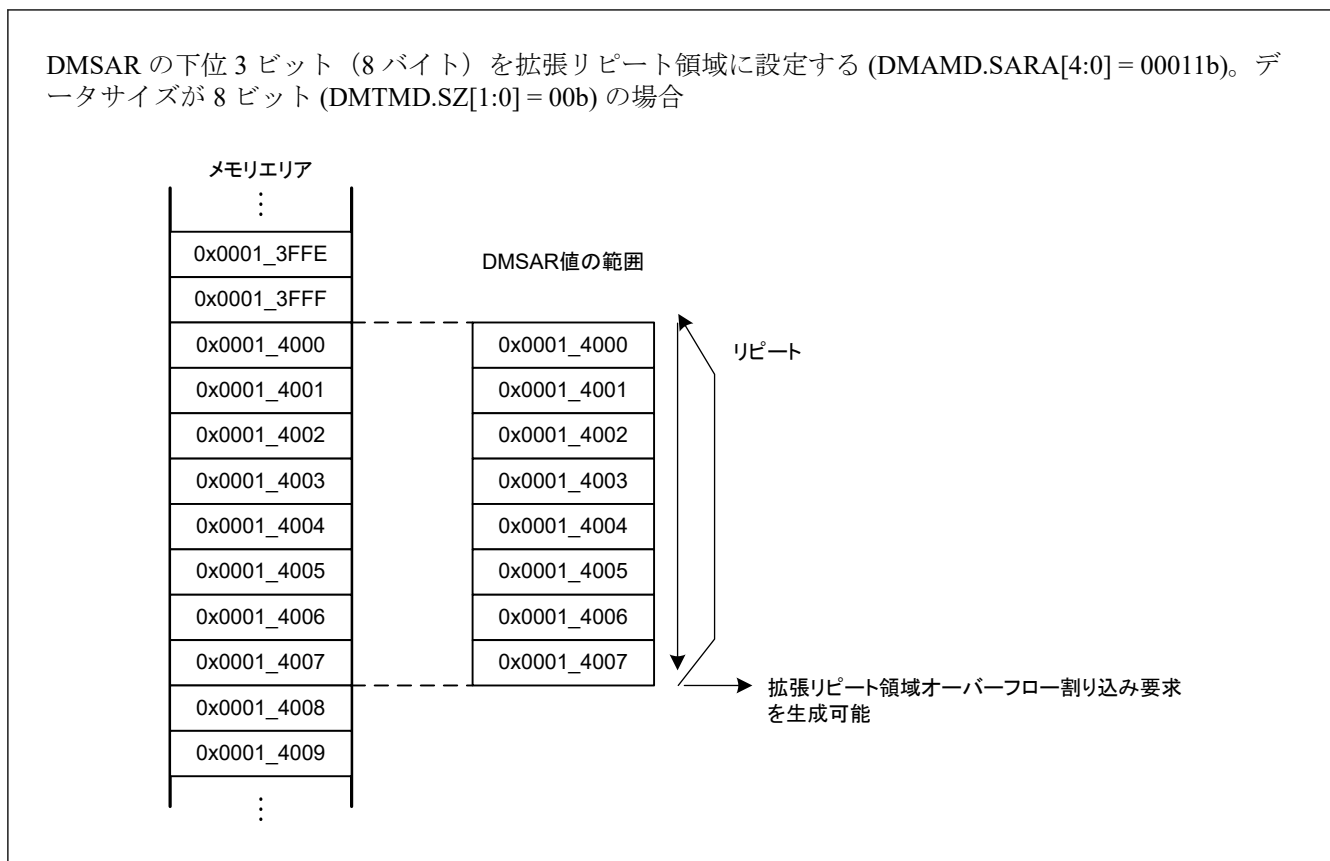 DMSAR の下位 3 ビット（8 バイト）を拡張リピート領域に設定する (DMAMD.SARA[4:0] = 00011b)。デ
ータサイズが 8 ビット (DMTMD.SZ[1:0] = 00b) の場合
メモリエリア
⋮
0x0001_3FFE
0x0001_3FFF
0x0001_4000
0x0001_4001
0x0001_4002
0x0001_4003
0x0001_4004
0x0001_4005
0x0001_4006
0x0001_4007
0x0001_4008
0x0001_4009
⋮
DMSAR値の範囲
0x0001_4000
0x0001_4001
0x0001_4002
0x0001_4003
0x0001_4004
0x0001_4005
0x0001_4006
0x0001_4007
リピート
拡張リピート領域オーバーフロー割り込み要求
を生成可能